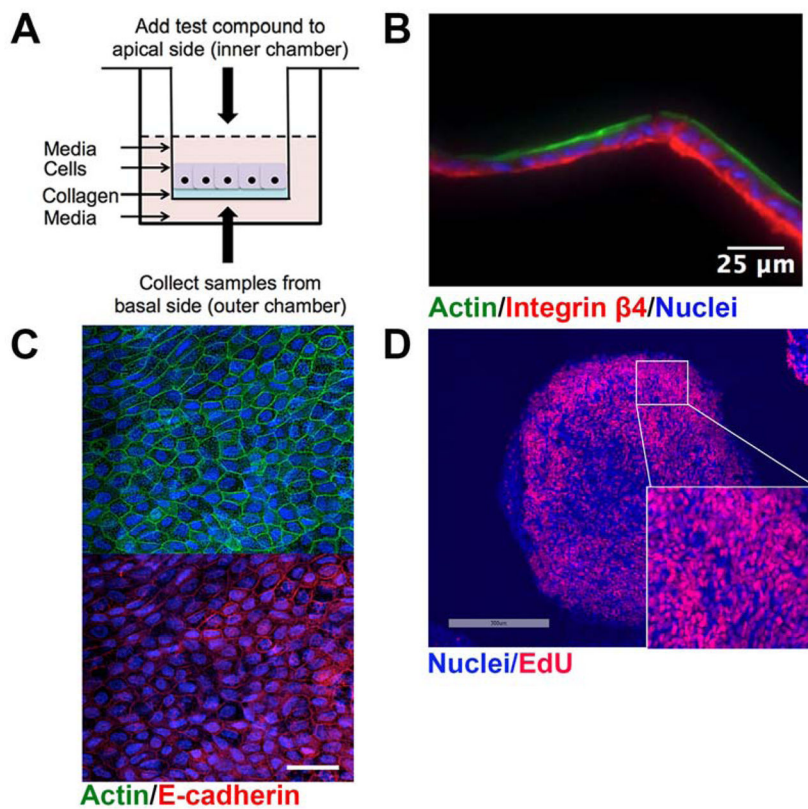 A
Add test compound to
apical side (inner chamber)
Media
Cells
Collagen
Media
Collect samples from
basal side (outer chamber)
B
25 μm
Actin/Integrin β4/Nuclei
C
Actin/E-cadherin
D
Nuclei/EdU